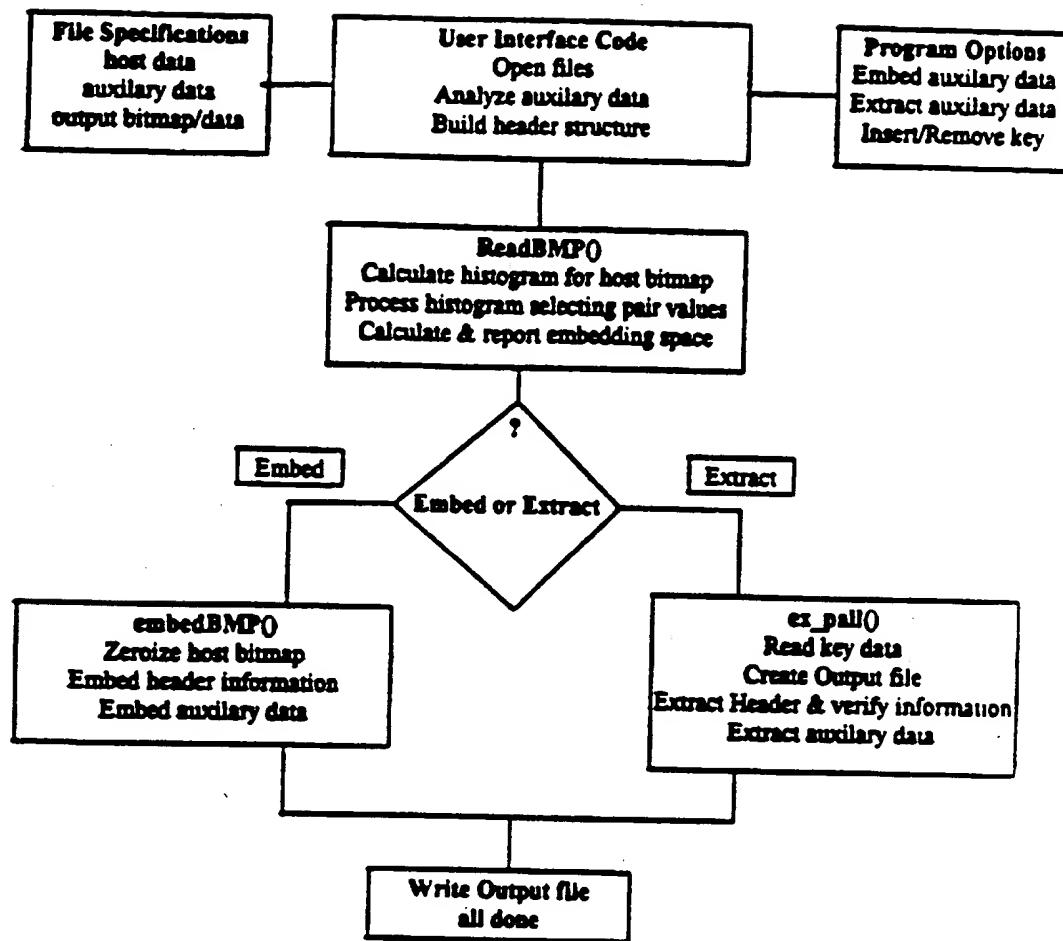 File Specifications
host data
auxilary data
output bitmap/data
User Interface Code
Open files
Analyze auxilary data
Build header structure
Program Options
Embed auxilary data
Extract auxilary data
Insert/Remove key
ReadBMP()
Calculate histogram for host bitmap
Process histogram selecting pair values
Calculate & report embedding space
?
Embed
Embed or Extract
Extract
embedBMP()
Zeroize host bitmap
Embed header information
Embed auxilary data
ex_pall()
Read key data
Create Output file
Extract Header & verify information
Extract auxilary data
Write Output file
all done